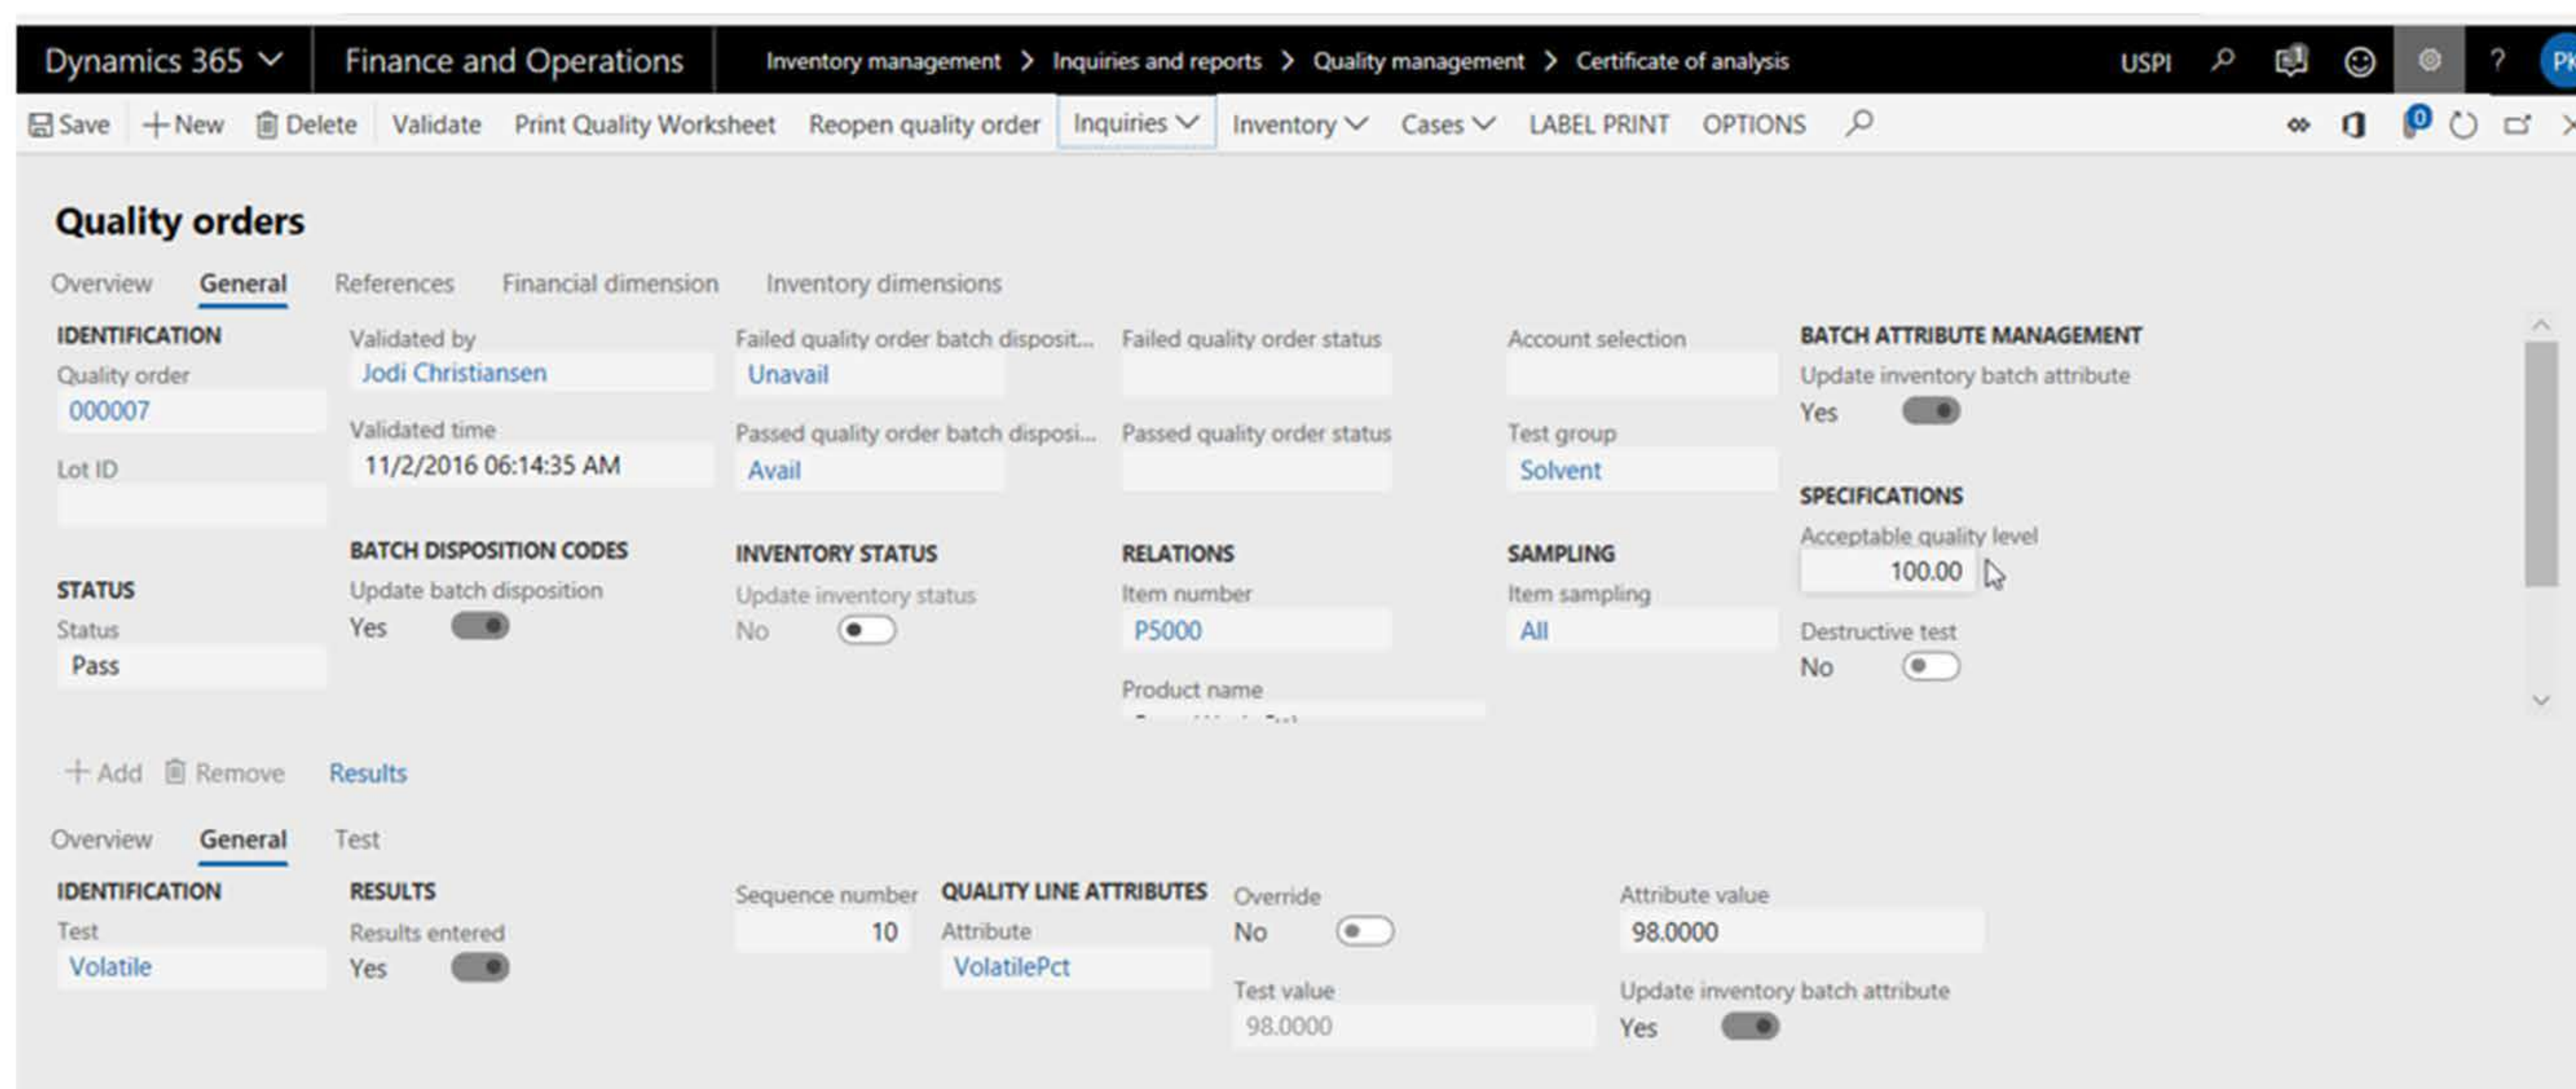 Dynamics 365 Finance and Operations Inventory management > Inquiries and reports > Quality management > Certificate of analysis USPI 1 ? PK
Save + New Delete Validate Print Quality Worksheet Reopen quality order Inquiries Inventory Cases LABEL PRINT OPTIONS 0
Quality orders
Overview General References Financial dimension Inventory dimensions
IDENTIFICATION
Quality order
000007
Lot ID
STATUS
Status
Pass
Validated by
Jodi Christiansen
Validated time
11/2/2016 06:14:35 AM
BATCH DISPOSITION CODES
Update batch disposition
Yes
Failed quality order batch disposit...
Unavail
Passed quality order batch disposi...
Avail
INVENTORY STATUS
Update inventory status
No
Failed quality order status
Passed quality order status
RELATIONS
Item number
P5000
Product name
Account selection
Test group
Solvent
SAMPLING
Item sampling
All
BATCH ATTRIBUTE MANAGEMENT
Update inventory batch attribute
Yes
SPECIFICATIONS
Acceptable quality level
100.00
Destructive test
No
+ Add Remove Results
Overview General Test
IDENTIFICATION
Test
Volatile
RESULTS
Results entered
Yes
Sequence number
10
QUALITY LINE ATTRIBUTES
Attribute
VolatilePct
Override
No
Test value
98.0000
Attribute value
98.0000
Update inventory batch attribute
Yes